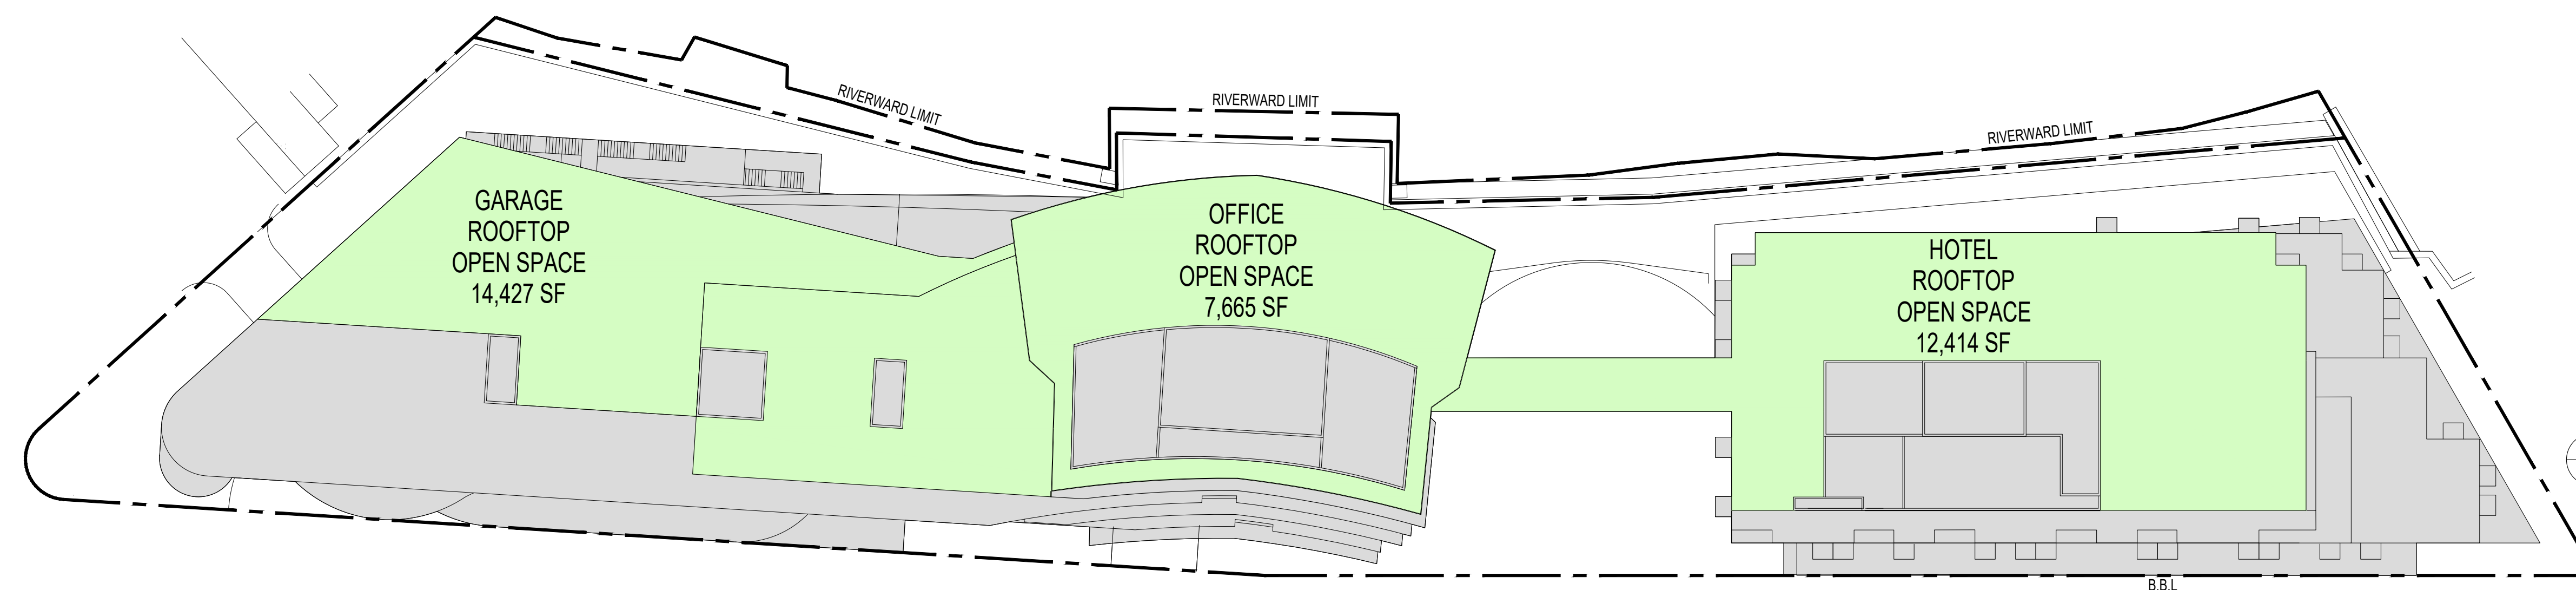 RIVERWARD LIMIT
RIVERWARD LIMIT
RIVERWARD LIMIT
GARAGE
ROOFTOP
OPEN SPACE
14,427 SF
OFFICE
ROOFTOP
OPEN SPACE
7,665 SF
HOTEL
ROOFTOP
OPEN SPACE
12,414 SF
B.B.L